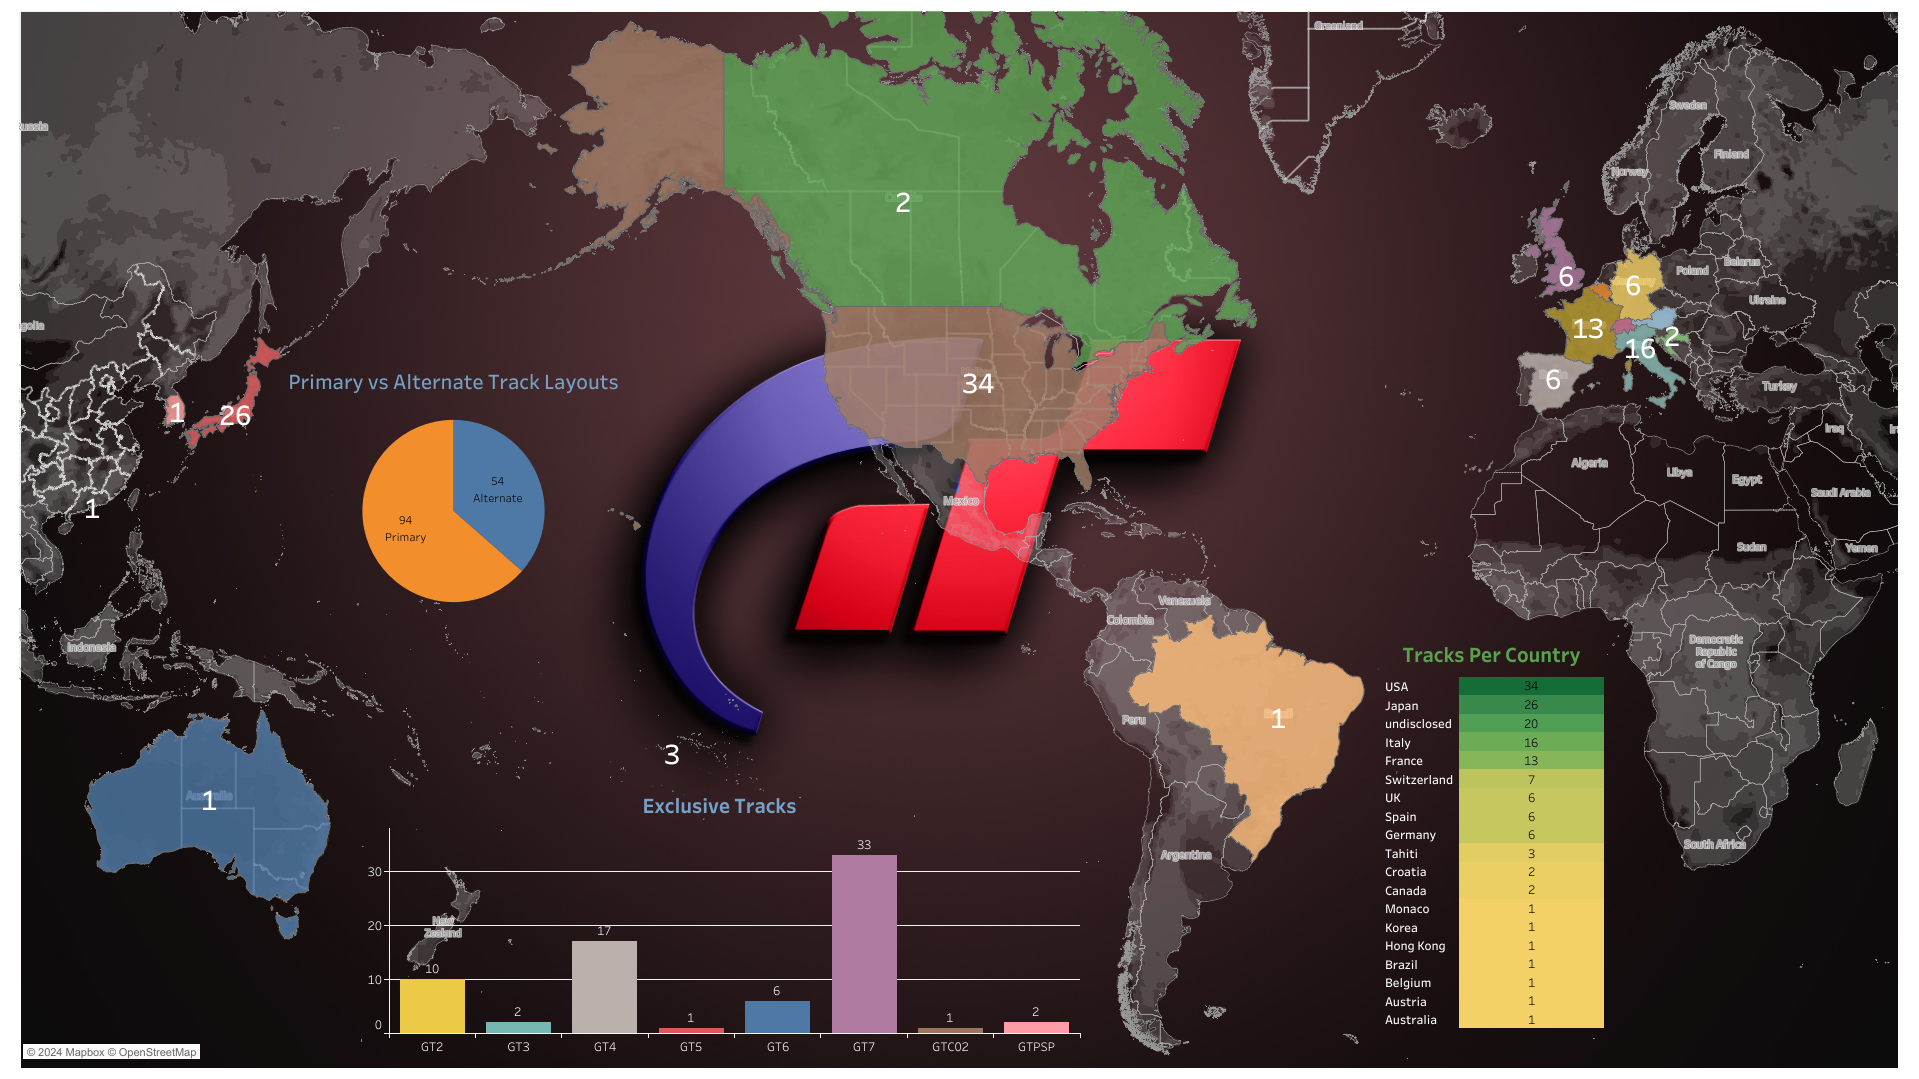 Greenland
ussia
Sweden
Finland
Norway
2
Belarus
Poland
6
6
Ukraine
golia
13
2
16
34
Primary vs Alternate Track Layouts
6
Turkey
1
26
Iraq
Ir
Algeria
Libya
Egypt
54
Alternate
Saudi Arabia
Mexico
1
94
Primary
Sudan
Yemen
Venezuela
Colombia
Indonesia
Democratic
Republic
of Congo
Peru
1
3
Australia
1
South Africa
Argentina
New
Zealand
Exclusive Tracks
33
30
20
17
10
10
6
2
2
1
1
0
GT2 GT3 GT4 GT5 GT6 GT7 GTC02 GTPSP
Tracks Per Country
USA 34
Japan 26
undisclosed 20
Italy 16
France 13
Switzerland 7
UK 6
Spain 6
Germany 6
Tahiti 3
Croatia 2
Canada 2
Monaco 1
Korea 1
Hong Kong 1
Brazil 1
Belgium 1
Austria 1
Australia 1
© 2024 Mapbox © OpenStreetMap